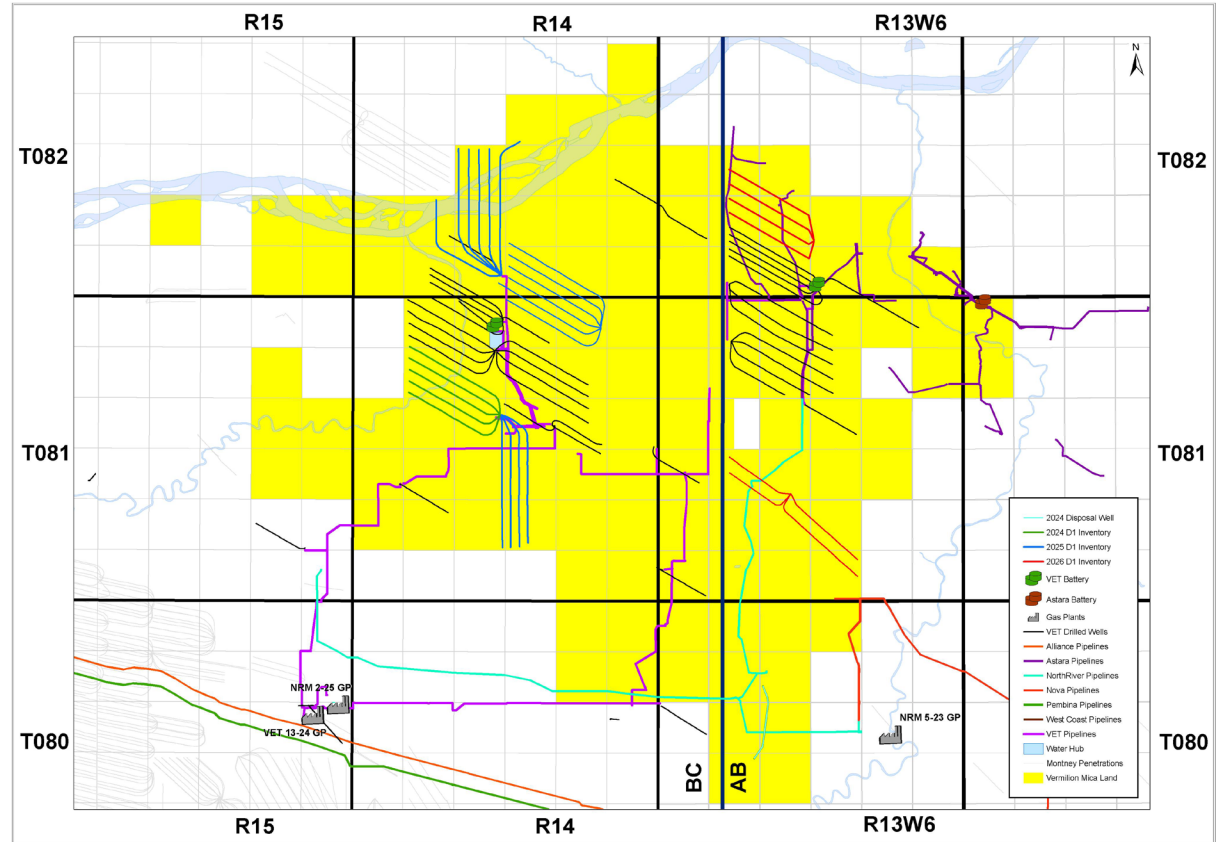 R15 R14 R13W6
N
T082 T082
T081 T081
2024 Disposal Well
2024 D1 Inventory
2025 D1 Inventory
2026 D1 Inventory
VET Battery
Astara Battery
Gas Plants
VET Drilled Wells
Alliance Pipelines
Astara Pipelines
NorthRiver Pipelines
Nova Pipelines
Pembina Pipelines
West Coast Pipelines
VET Pipelines
Water Hub
Montney Penetrations
Vermilion Mica Land
NRM 2-25 GP
VET 13-24 GP
NRM 5-23 GP
T080 T080
BC AB
R15 R14 R13W6